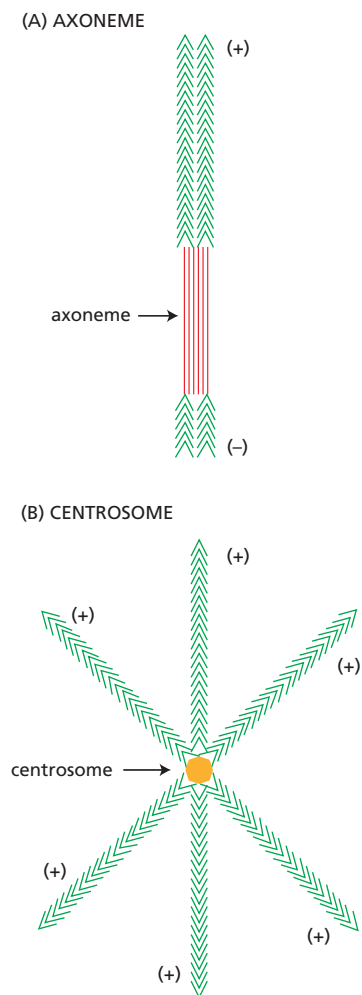 (A) AXONEME
(+)
axoneme
(–)
(B) CENTROSOME
(+)
(+)
(+)
centrosome
(+)
(+)
(+)